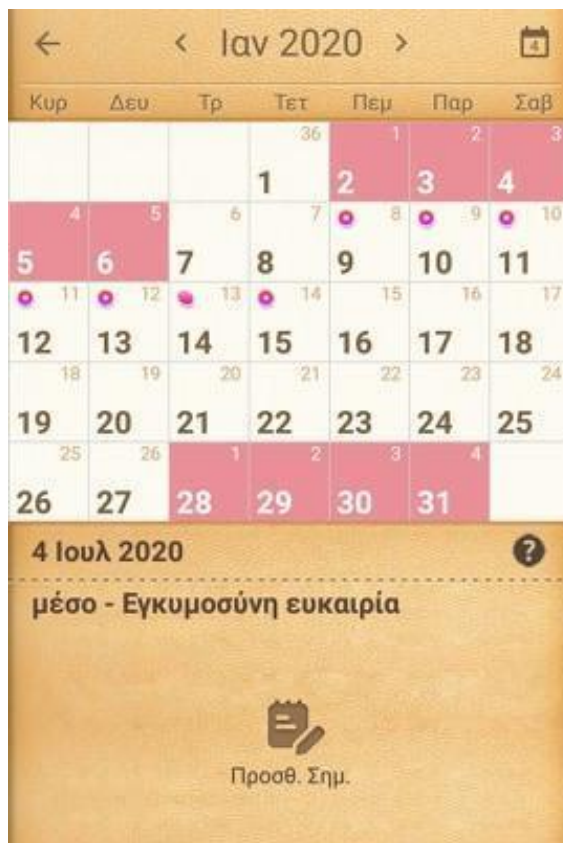 Ιαν 2020
4
Κυρ Δευ Τρ Τετ Πεμ Παρ Σαβ
36 1 2 3
1 2 3 4
4 5 6 7 8 9 10
5 6 7 8 9 10 11
11 12 13 14 15 16 17
12 13 14 15 16 17 18
18 19 20 21 22 23 24
19 20 21 22 23 24 25
25 26 1 2 3 4
26 27 28 29 30 31
4 Ιουλ 2020 ?
μέσο - Εγκυμοσύνη ευκαιρία
Προσθ. Σημ.